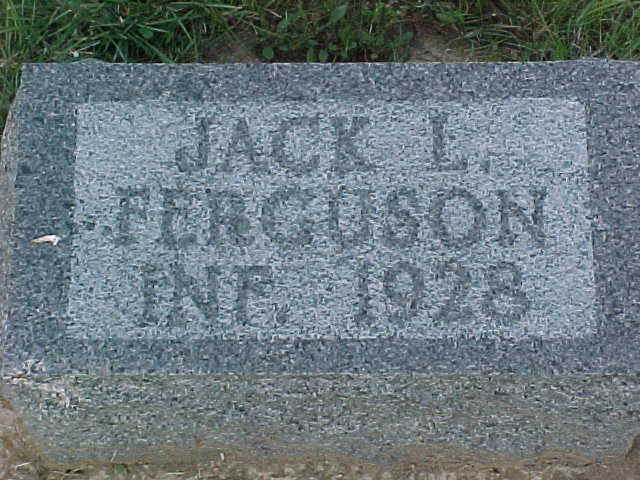 JACK L.
FERGUSON
INF. 1928